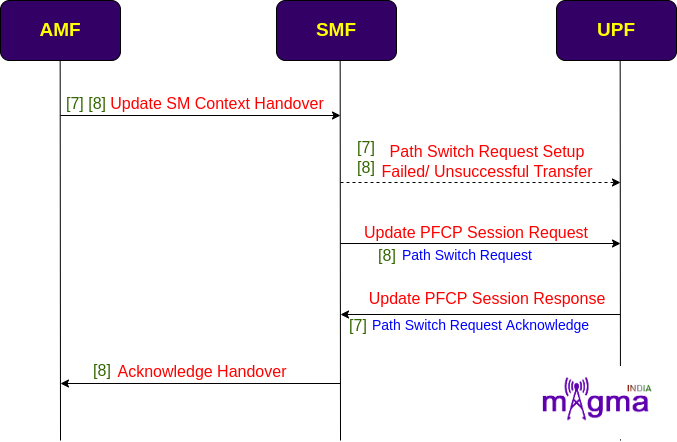 AMF SMF UPF
[7] [8] Update SM Context Handover
[7] Path Switch Request Setup
[8] Failed/ Unsuccessful Transfer
Update PFCP Session Request
[8] Path Switch Request
Update PFCP Session Response
[7] Path Switch Request Acknowledge
[8] Acknowledge Handover
INDIA
magma